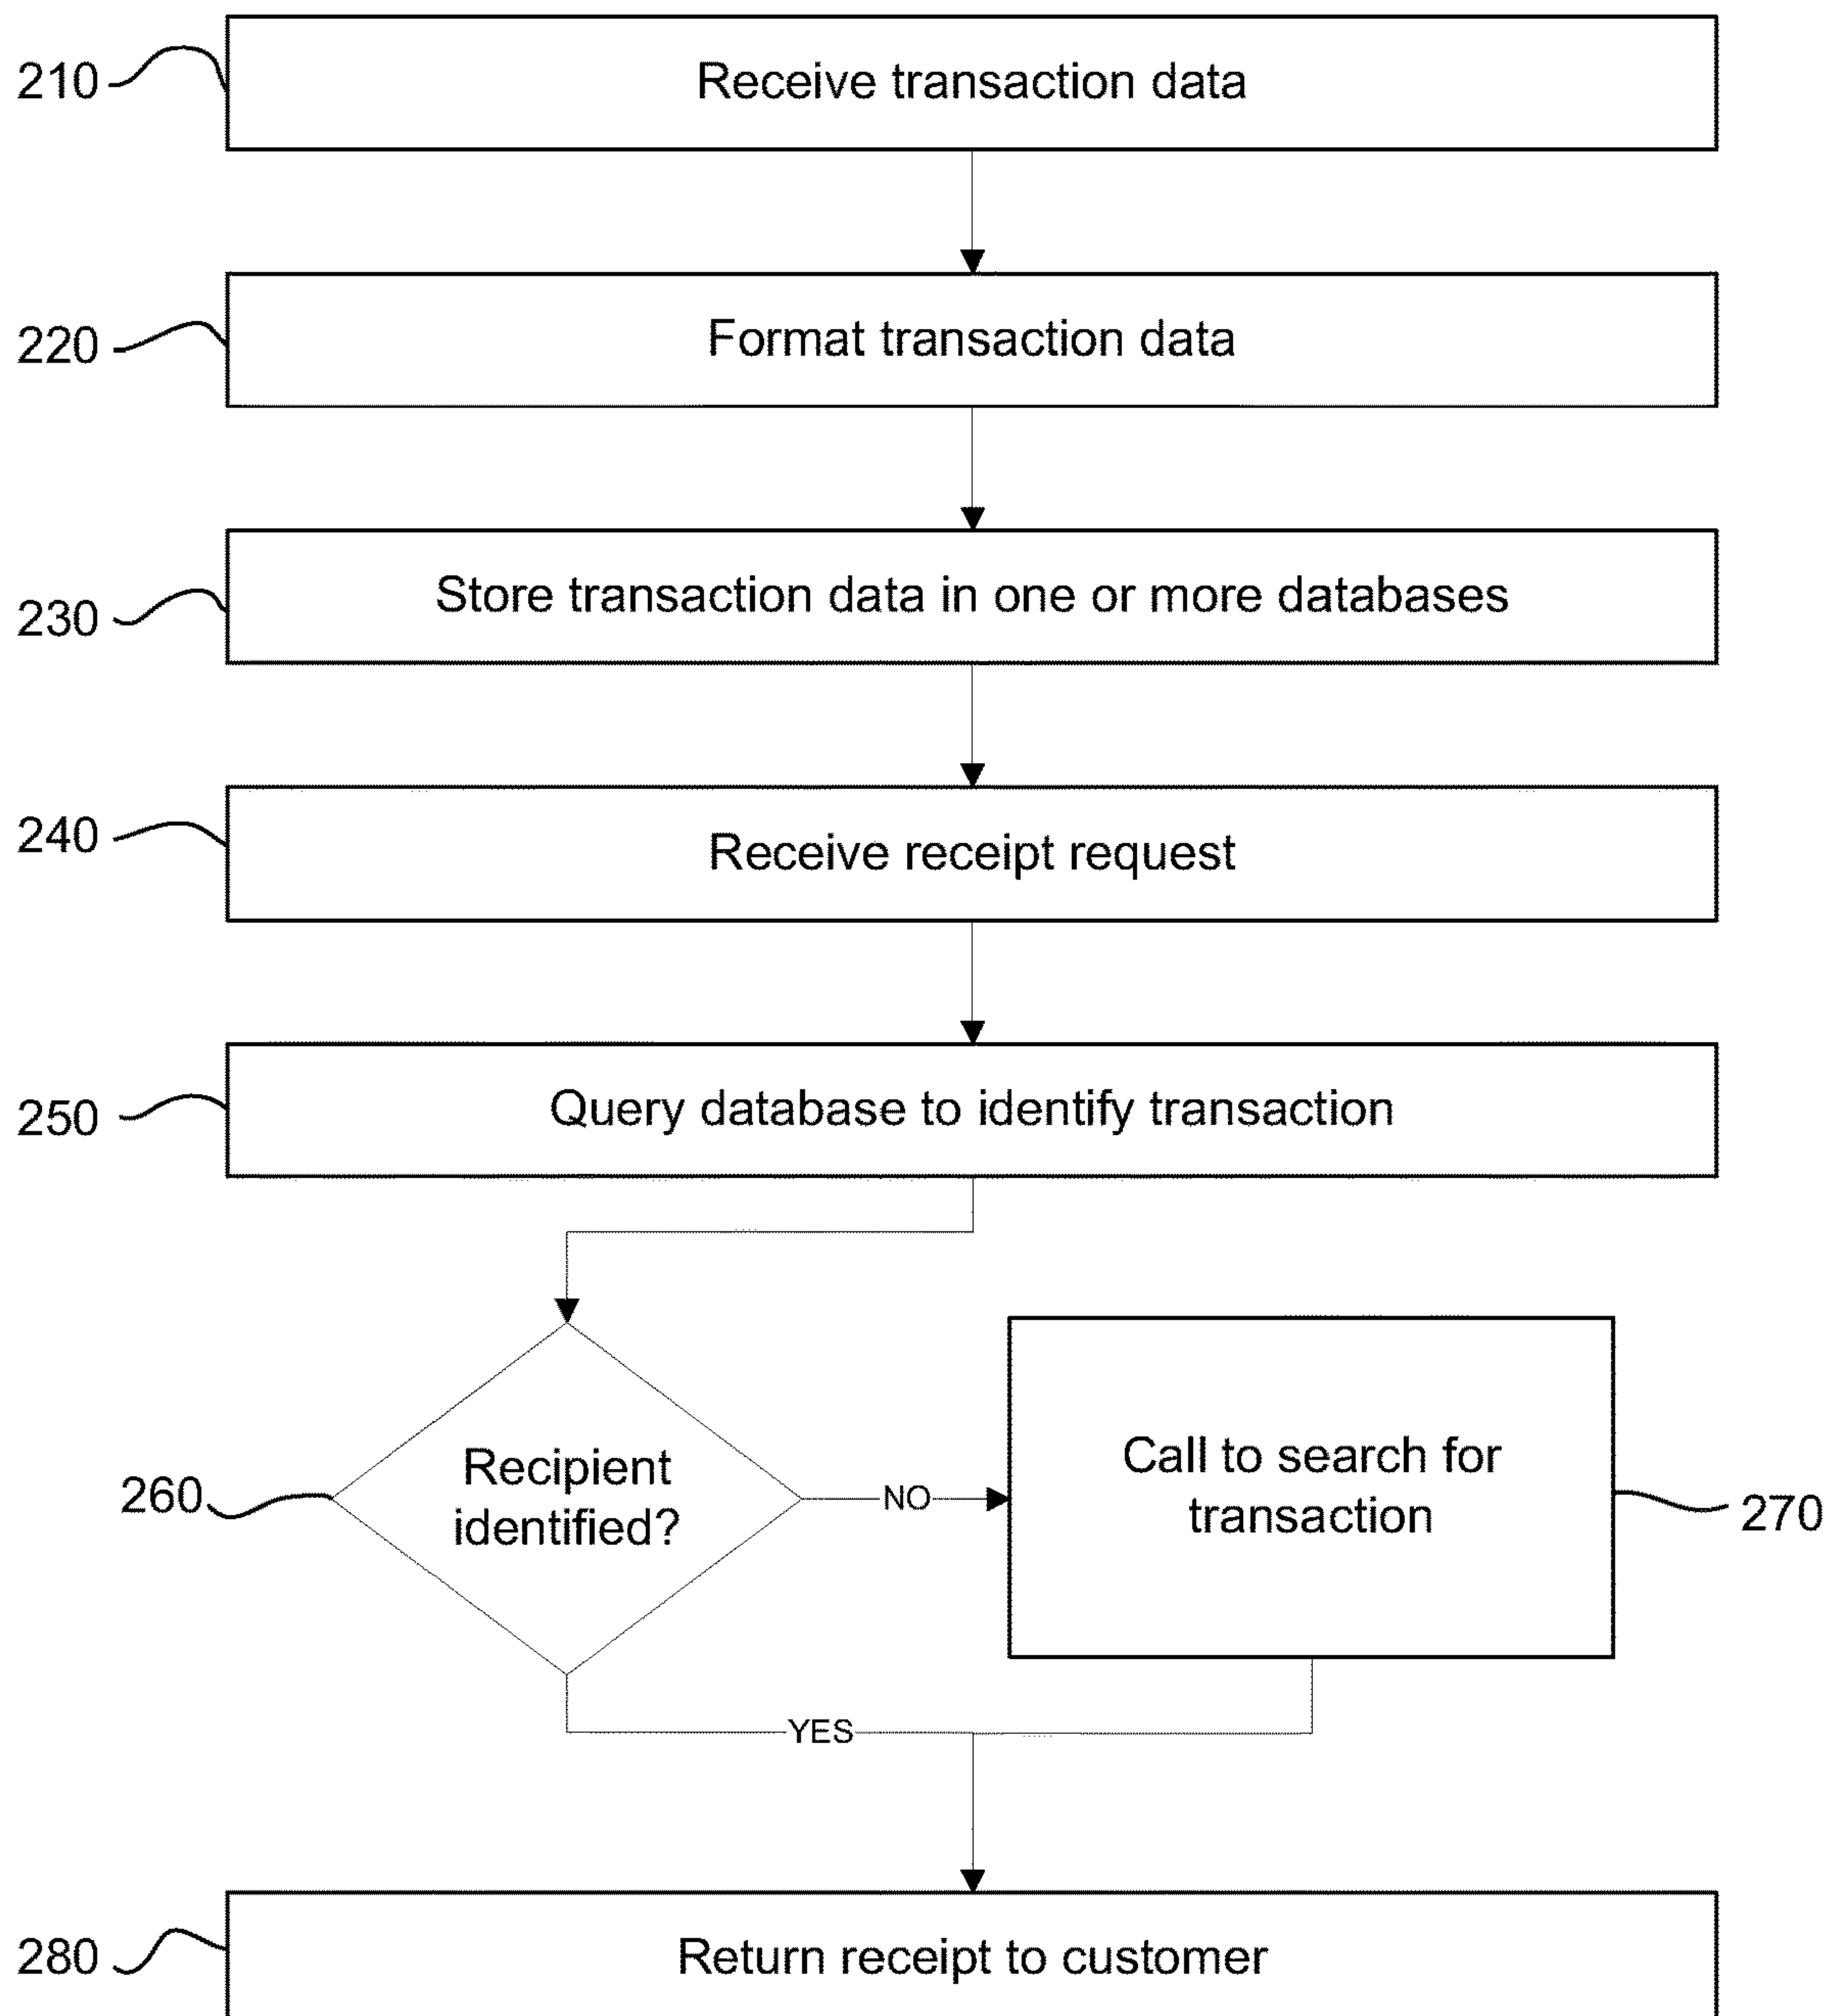 210 Receive transaction data
220 Format transaction data
230 Store transaction data in one or more databases
240 Receive receipt request
250 Query database to identify transaction
260 Recipient
identified?
NO
Call to search for
transaction
270
YES
280 Return receipt to customer